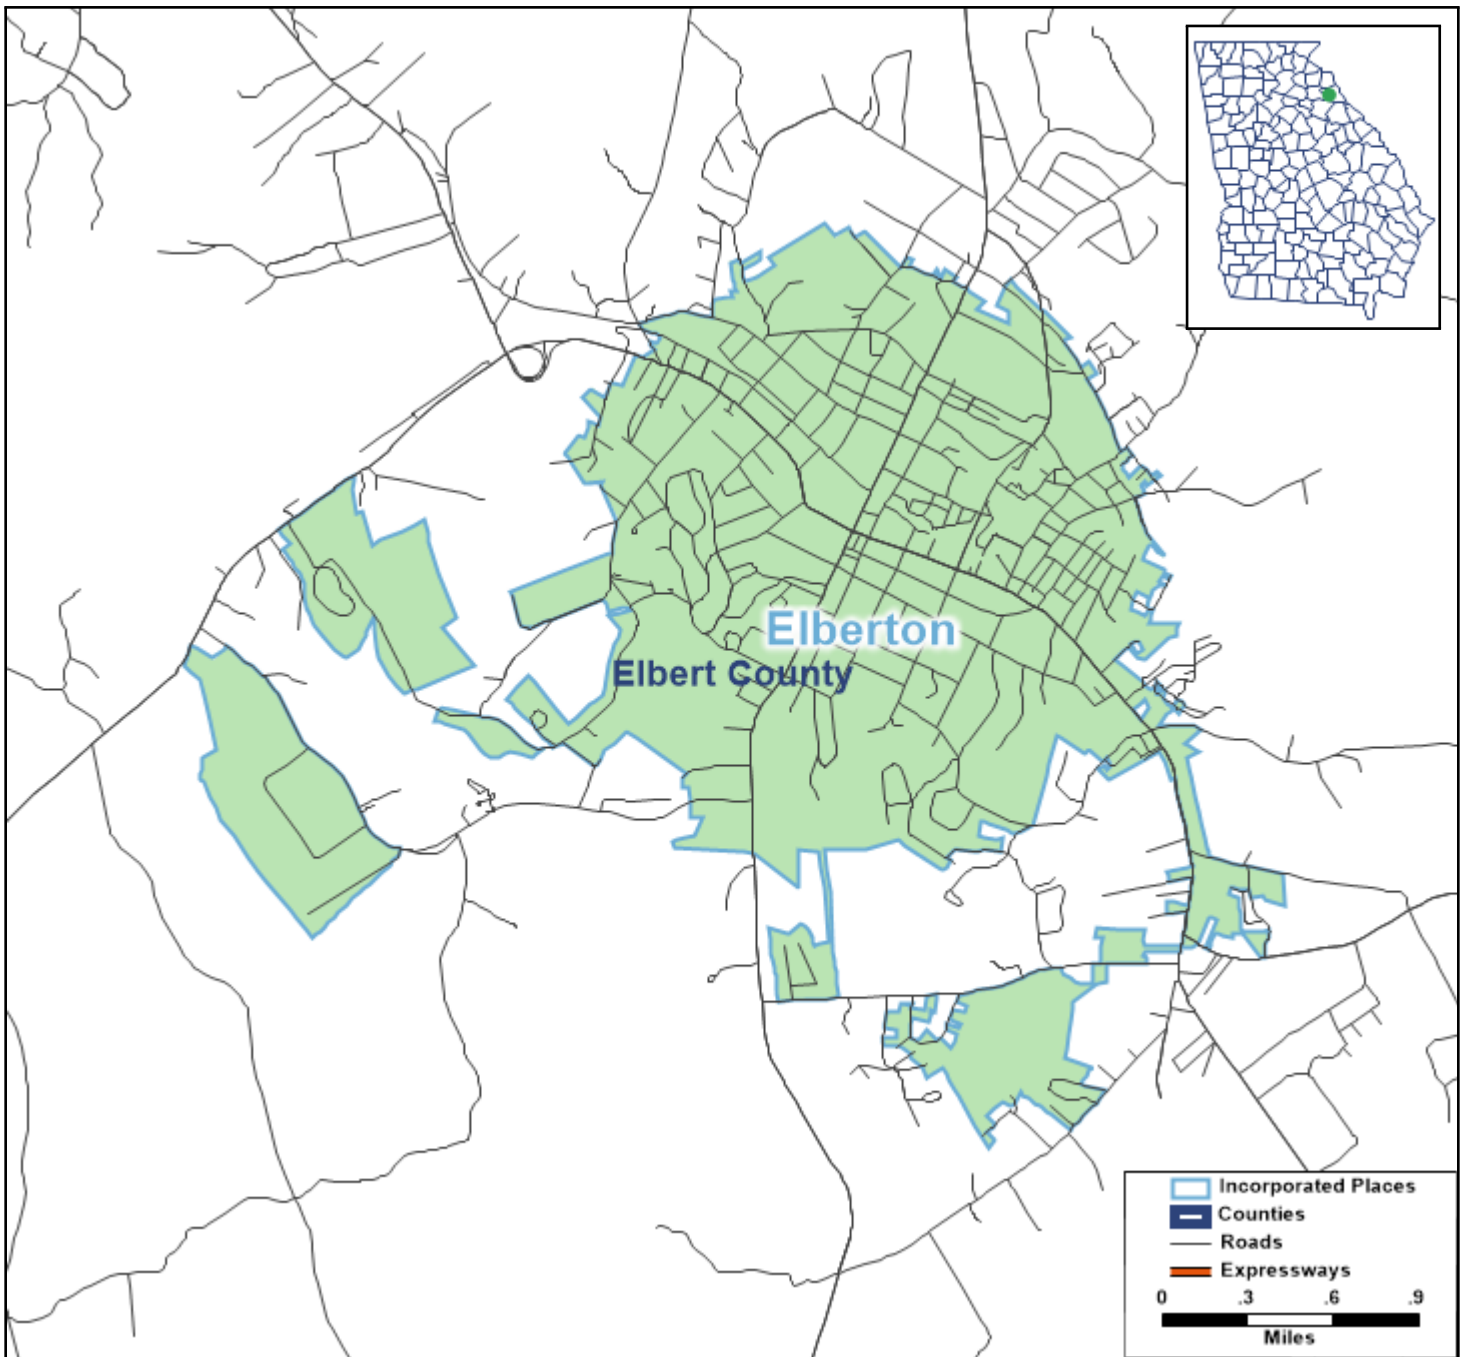 Elberton
Elbert County
Incorporated Places
Counties
Roads
Expressways
0 .3 .6 .9
Miles